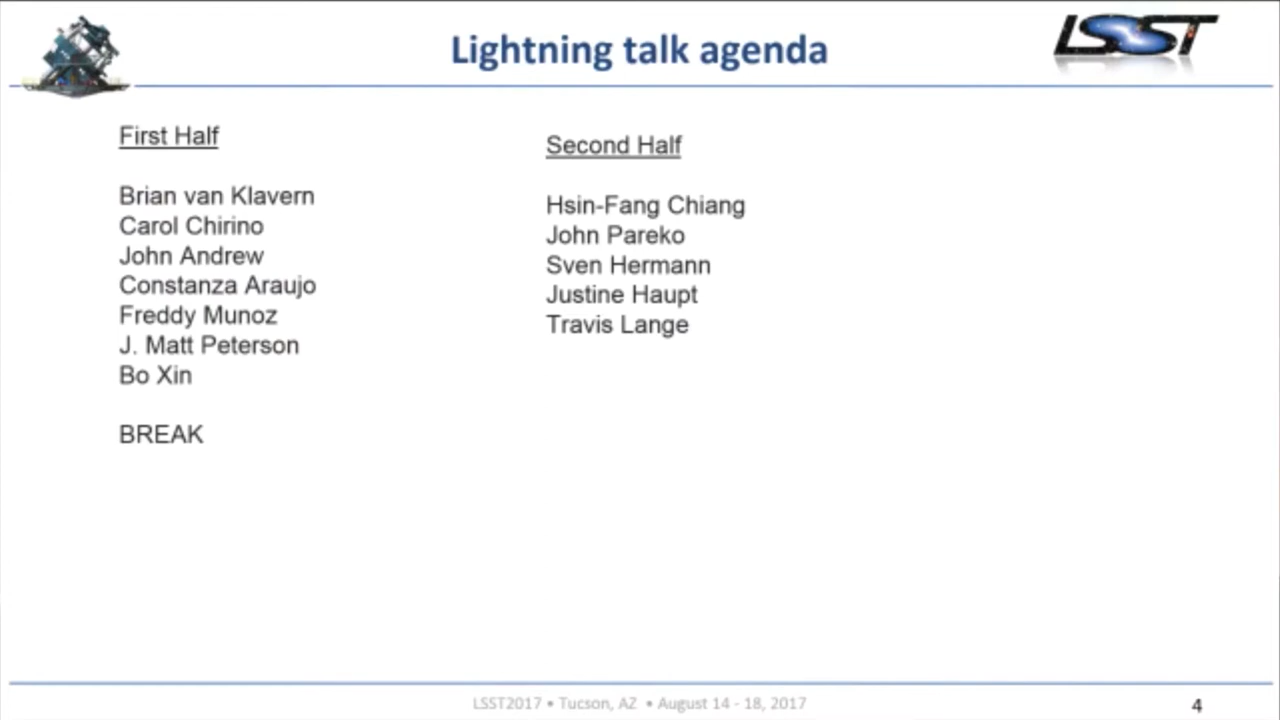 Lightning talk agenda
LSST
First Half
Brian van Klavern
Carol Chirino
John Andrew
Constanza Araujo
Freddy Munoz
J. Matt Peterson
Bo Xin
BREAK
Second Half
Hsin-Fang Chiang
John Pareko
Sven Hermann
Justine Haupt
Travis Lange
LSST2017 • Tucson, AZ • August 14 - 18, 2017
4